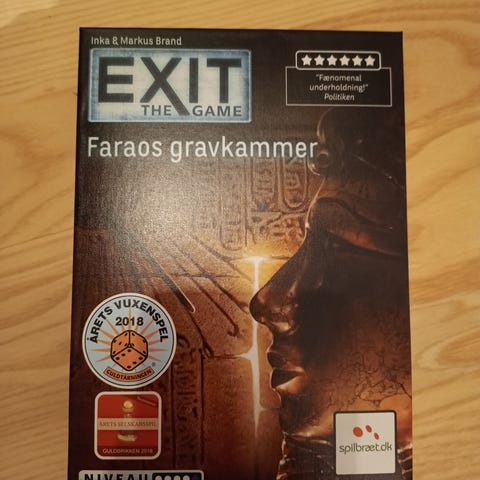 Inka & Markus Brand
EXIT
THE GAME
"Fænomenal
underholdning!"
Politiken
Faraos gravkammer
ÅRETS VUXENSPEL
2018
GULDTÄRNINGEN
ÅRETS SELSKABSSPIL
GULDBRIKKEN 2018
spilbræt.dk
NIVEAU